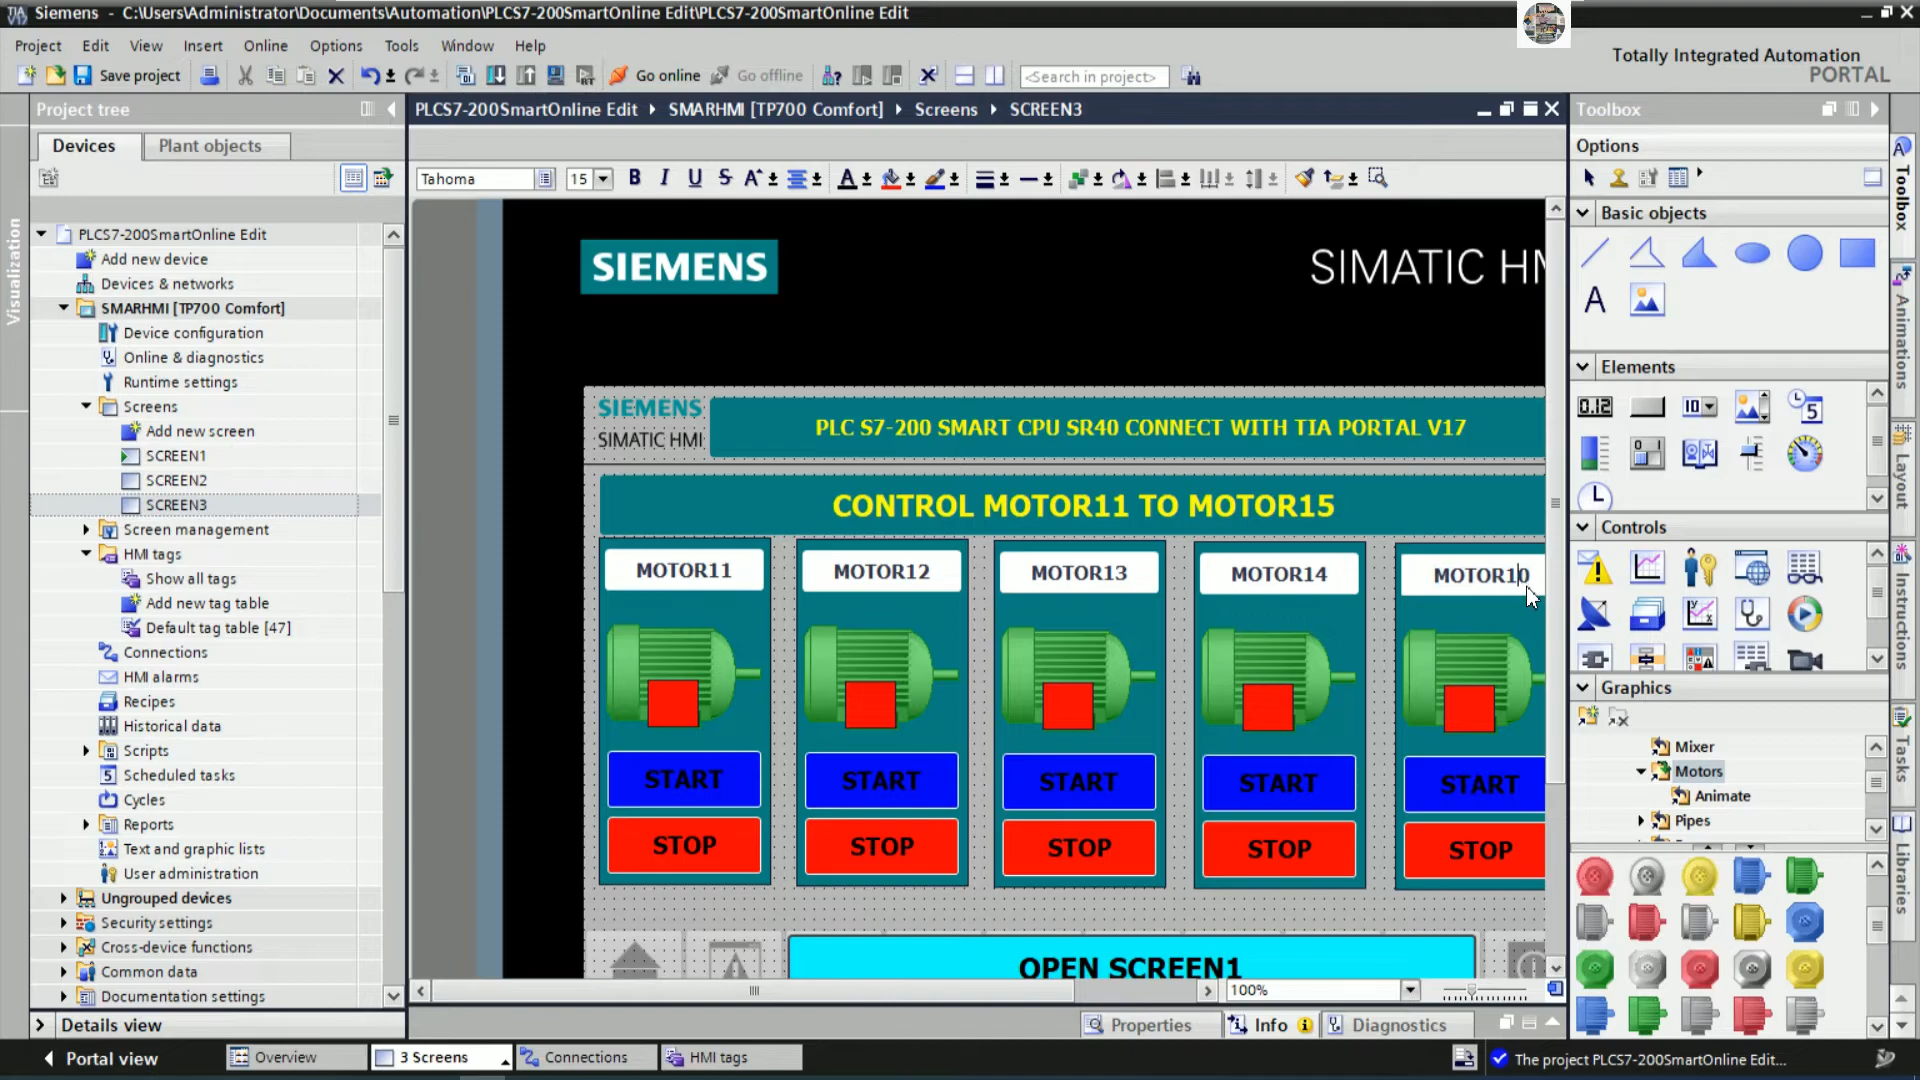 Siemens - C:\Users\Administrator\Documents\Automation\PLCS7-200SmartOnline Edit\PLCS7-200SmartOnline Edit
Project Edit View Insert Online Options Tools Window Help
Totally Integrated Automation
PORTAL
Save project
Go online
Go offline
<Search in project>
Project tree
PLCS7-200SmartOnline Edit SMARHMI [TP700 Comfort] Screens SCREEN3
Toolbox
Devices
Plant objects
Options
Tahoma
15
B I U S A
Basic objects
Visualization
PLCS7-200SmartOnline Edit
Add new device
Devices & networks
SMARHMI [TP700 Comfort]
Device configuration
Online & diagnostics
Runtime settings
Screens
Add new screen
SCREEN1
SCREEN2
SCREEN3
Screen management
HMI tags
Show all tags
Add new tag table
Default tag table [47]
Connections
HMI alarms
Recipes
Historical data
Scripts
Scheduled tasks
Cycles
Reports
Text and graphic lists
User administration
Ungrouped devices
Security settings
Cross-device functions
Common data
Documentation settings
Details view
SIEMENS
SIMATIC HM
SIEMENS
SIMATIC HMI
PLC S7-200 SMART CPU SR40 CONNECT WITH TIA PORTAL V17
CONTROL MOTOR11 TO MOTOR15
MOTOR11 MOTOR12 MOTOR13 MOTOR14 MOTOR10
START START START START START
STOP STOP STOP STOP STOP
OPEN SCREEN1
100%
Properties
Info
Diagnostics
A
Elements
0.12
10
5
Controls
Graphics
Mixer
Motors
Animate
Pipes
Toolbox
Animations
Layout
Instructions
Tasks
Libraries
Portal view
Overview
3 Screens
Connections
HMI tags
The project PLCS7-200SmartOnline Edit...